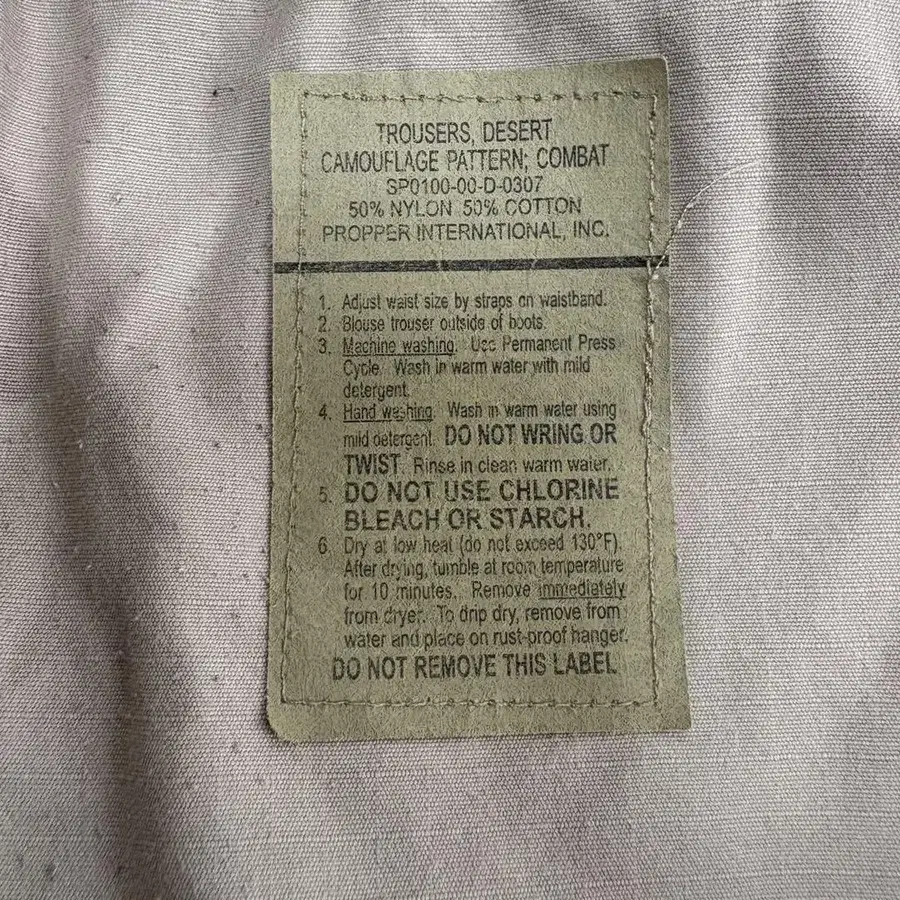 TROUSERS, DESERT
CAMOUFLAGE PATTERN; COMBAT
SP0100-00-D-0307
50% NYLON 50% COTTON
PROPPER INTERNATIONAL, INC.
1. Adjust waist size by straps on waistband.
2. Blouse trouser outside of boots.
3. Machine washing. Use Permanent Press
Cycle. Wash in warm water with mild
detergent.
4. Hand washing. Wash in warm water using
mild detergent. DO NOT WRING OR
TWIST. Rinse in clean warm water.
5. DO NOT USE CHLORINE
BLEACH OR STARCH.
6. Dry at low heat (do not exceed 130°F).
After drying, tumble at room temperature
for 10 minutes. Remove immediately
from dryer. To drip dry, remove from
water and place on rust-proof hanger.
DO NOT REMOVE THIS LABEL